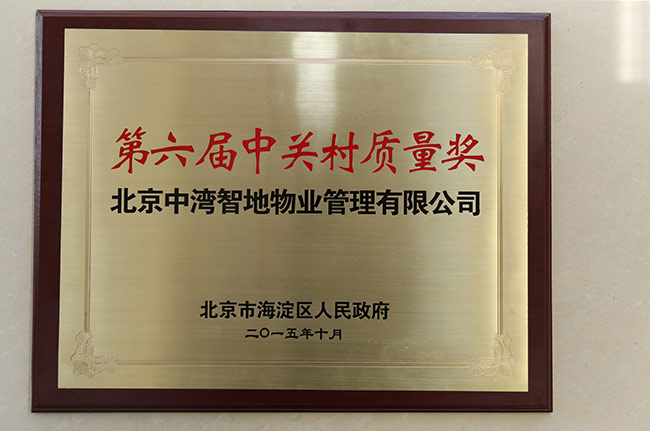 第六届中关村质量奖
北京中湾智地物业管理有限公司
北京市海淀区人民政府
二〇一五年十月